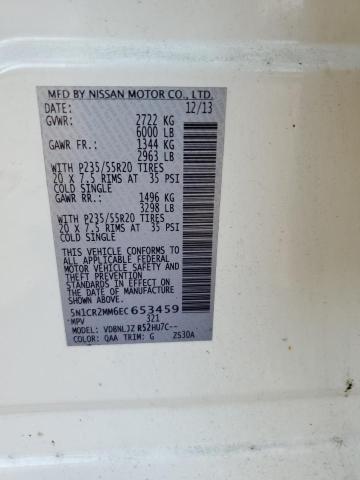 MFD BY NISSAN MOTOR CO., LTD.
DATE: 12/13
GVWR: 2722 KG
6000 LB
GAWR FR.: 1344 KG
2963 LB
WITH P235/55R20 TIRES
20 X 7.5 RIMS AT 35 PSI
COLD SINGLE
GAWR RR.: 1496 KG
3298 LB
WITH P235/55R20 TIRES
20 X 7.5 RIMS AT 35 PSI
COLD SINGLE
THIS VEHICLE CONFORMS TO
ALL APPLICABLE FEDERAL
MOTOR VEHICLE SAFETY
AND THEFT PREVENTION
STANDARDS IN EFFECT ON
THE DATE OF MANUFACTURE
SHOWN ABOVE.
5N1CR2MM6EC 653459
MPV 321
MODEL: VDBNLJZ R52HU7C--
COLOR: QAA TRIM: G ZS30A